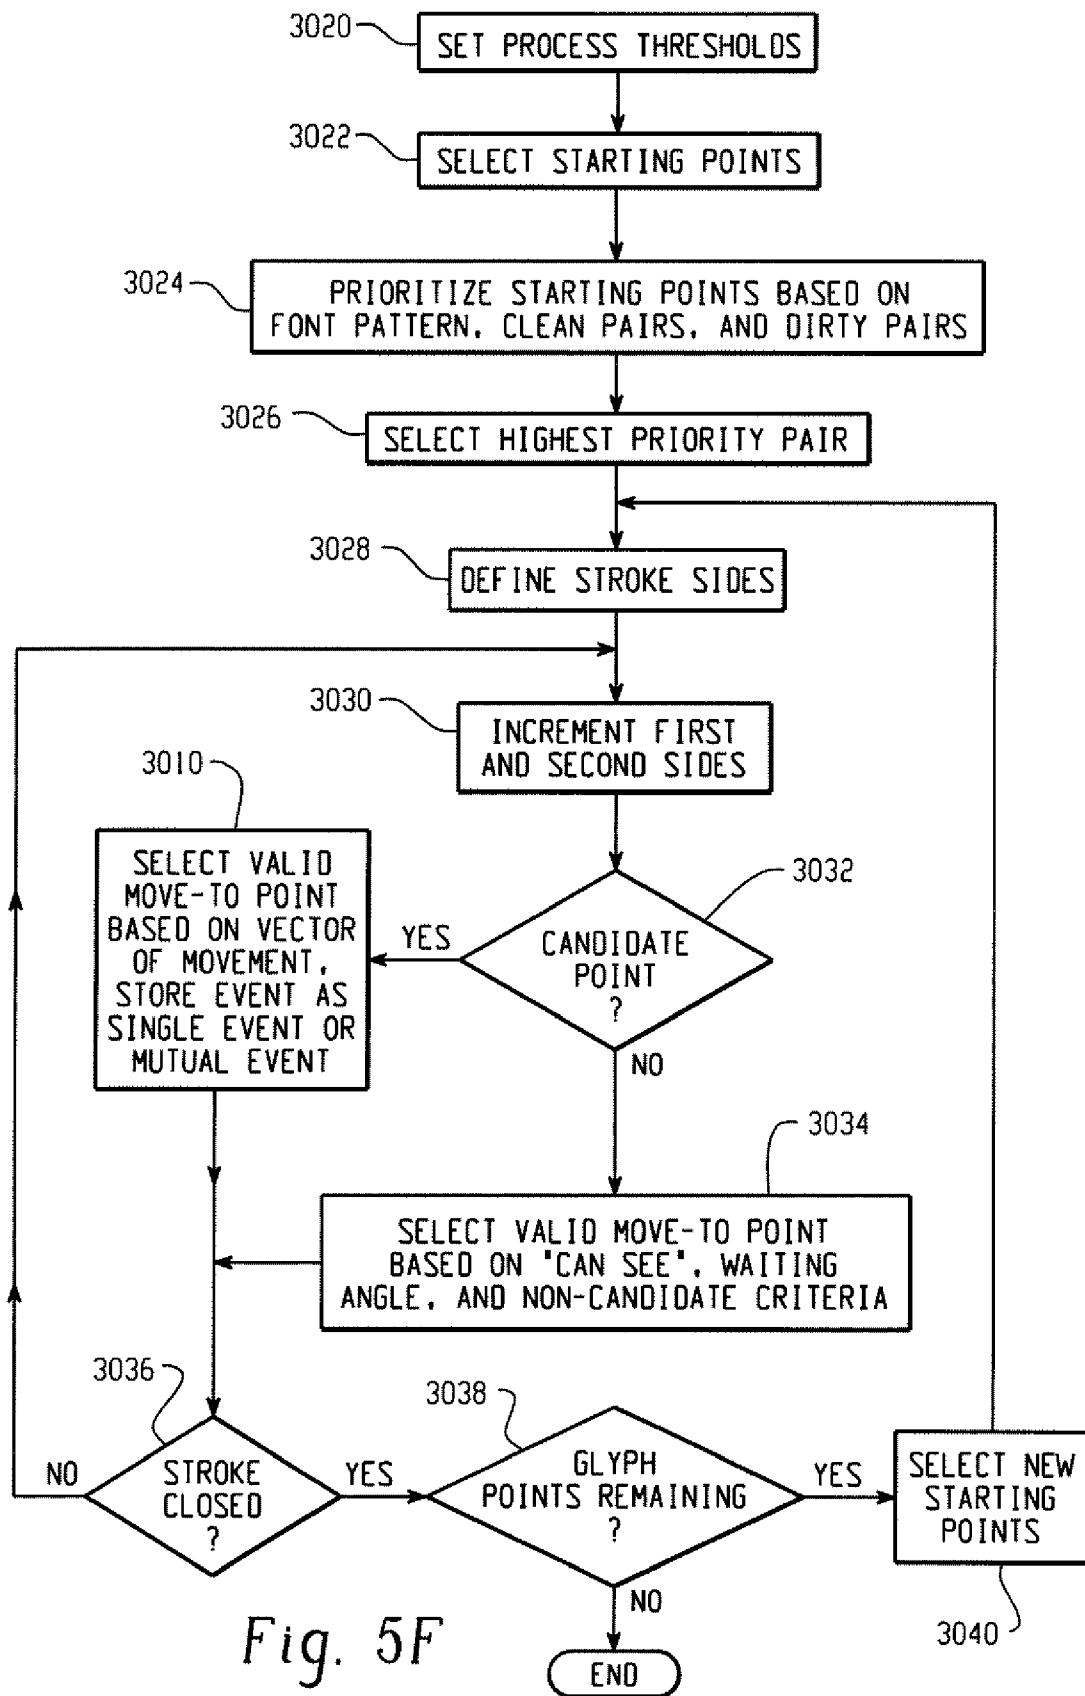 3020
SET PROCESS THRESHOLDS
3022
SELECT STARTING POINTS
3024
PRIORITIZE STARTING POINTS BASED ON
FONT PATTERN, CLEAN PAIRS, AND DIRTY PAIRS
3026
SELECT HIGHEST PRIORITY PAIR
3028
DEFINE STROKE SIDES
3030
INCREMENT FIRST
AND SECOND SIDES
3010
SELECT VALID
MOVE-TO POINT
BASED ON VECTOR
OF MOVEMENT,
STORE EVENT AS
SINGLE EVENT OR
MUTUAL EVENT
YES
3032
CANDIDATE
POINT
?
NO
3034
SELECT VALID MOVE-TO POINT
BASED ON "CAN SEE", WAITING
ANGLE, AND NON-CANDIDATE CRITERIA
3036
NO
STROKE
CLOSED
?
YES
3038
GLYPH
POINTS REMAINING
?
YES
SELECT NEW
STARTING
POINTS
3040
NO
END
Fig. 5F